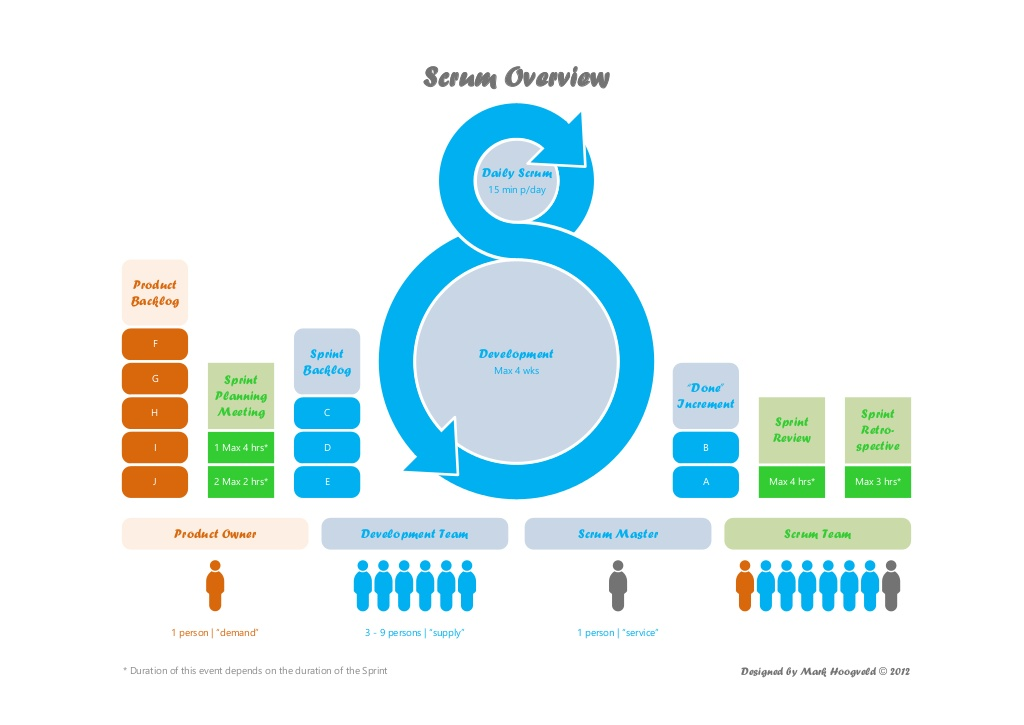 Scrum Overview
Daily Scrum
15 min p/day
Product
Backlog
F
G
H
I
J
Sprint
Planning
Meeting
1 Max 4 hrs*
2 Max 2 hrs*
Sprint
Backlog
C
D
E
Development
Max 4 wks
"Done"
Increment
B
A
Sprint
Review
Max 4 hrs*
Sprint
Retro-
spective
Max 3 hrs*
Product Owner
Development Team
Scrum Master
Scrum Team
1 person | "demand"
3 - 9 persons | "supply"
1 person | "service"
* Duration of this event depends on the duration of the Sprint
Designed by Mark Hoogveld © 2012